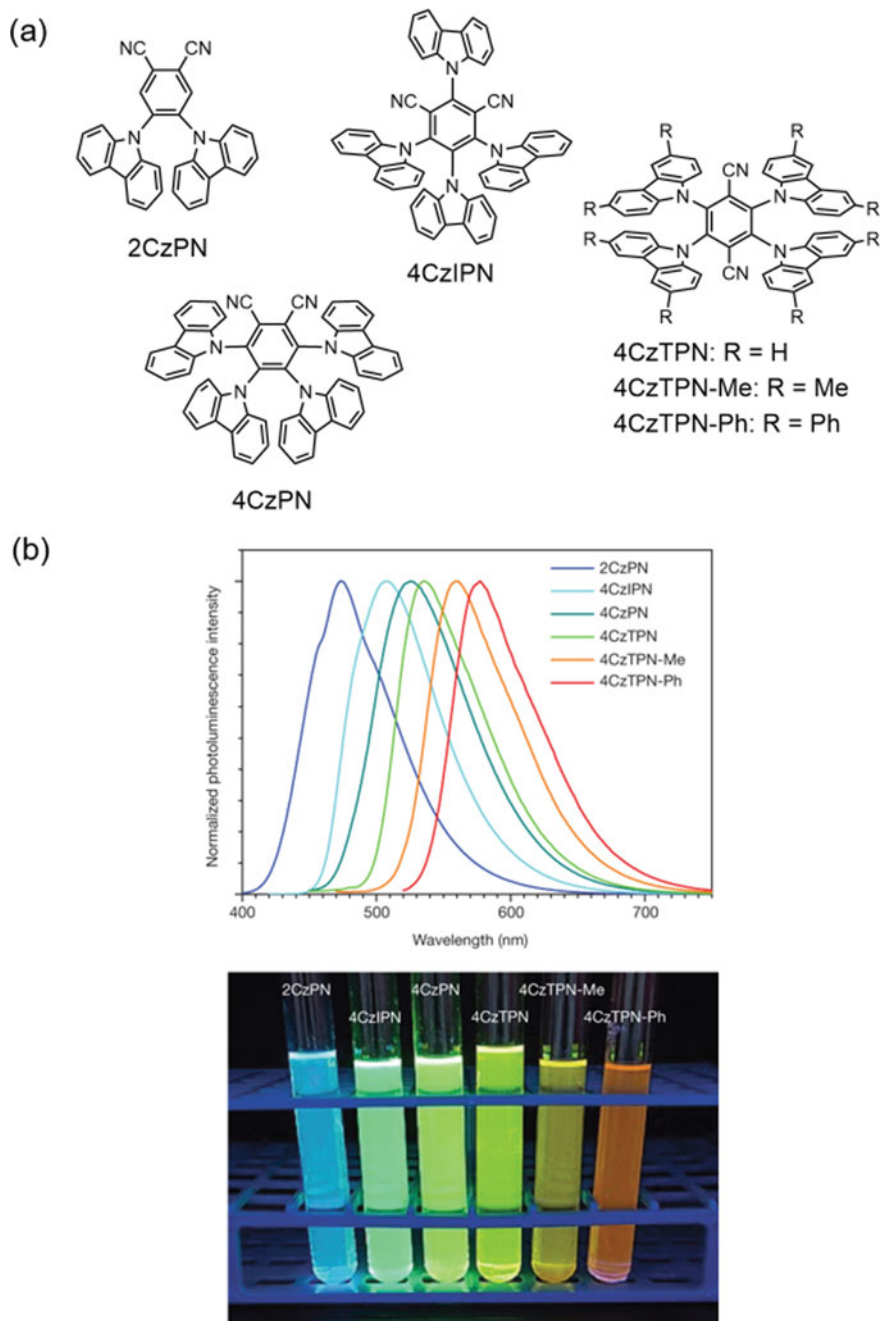 (a)
NC CN
N N
2CzPN
N
NC CN
N N
N
4CzIPN
R R
CN
R N N R
R N N R
CN
R R
4CzTPN: R = H
4CzTPN-Me: R = Me
4CzTPN-Ph: R = Ph
NC CN
N N
N N
4CzPN
(b)
Normalized photoluminescence intensity
2CzPN
4CzIPN
4CzPN
4CzTPN
4CzTPN-Me
4CzTPN-Ph
400 500 600 700
Wavelength (nm)
2CzPN 4CzPN 4CzTPN-Me
4CzIPN 4CzTPN 4CzTPN-Ph